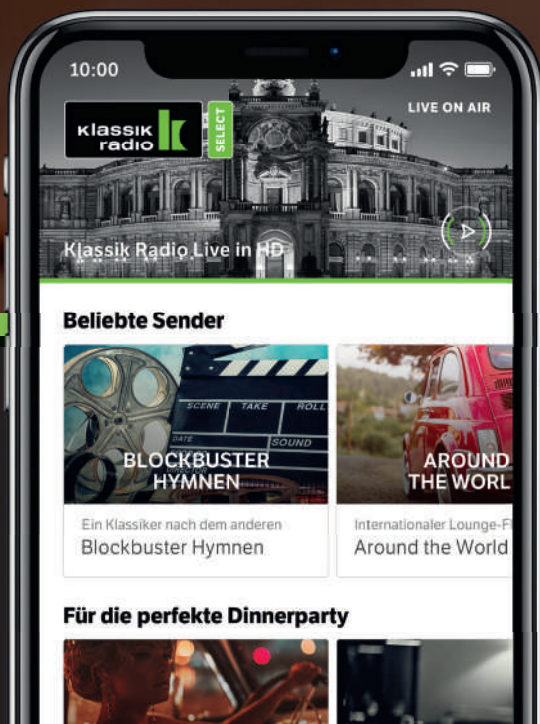 10:00
LIVE ON AIR
Klassik
radio
SELECT
Klassik Radio Live in HD
Beliebte Sender
SCENE TAKE ROLL
DATE SOUND
DIRECTOR
BLOCKBUSTER
HYMNEN
Ein Klassiker nach dem anderen
Blockbuster Hymnen
AROUND
THE WORL
Internationaler Lounge-Fl
Around the World
Für die perfekte Dinnerparty